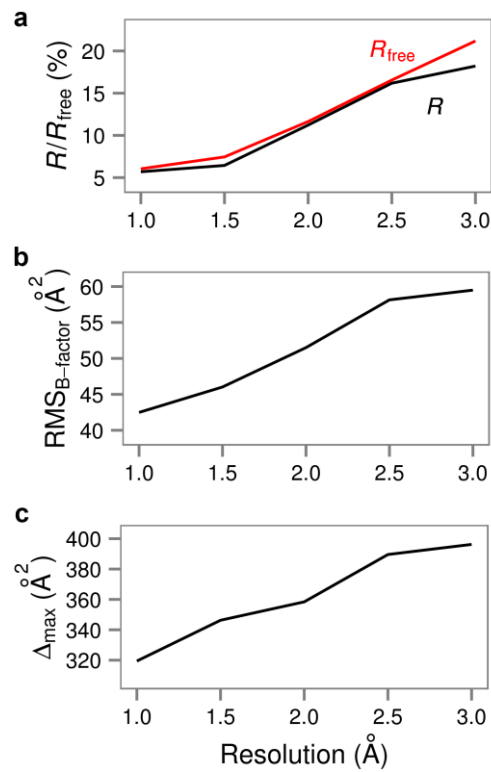 a
R/Rfree (%)
20
15
10
5
Rfree
R
1.0 1.5 2.0 2.5 3.0
b
RMSB−factor (Å2)
60
55
50
45
40
1.0 1.5 2.0 2.5 3.0
c
Δmax (Å2)
400
380
360
340
320
1.0 1.5 2.0 2.5 3.0
Resolution (Å)